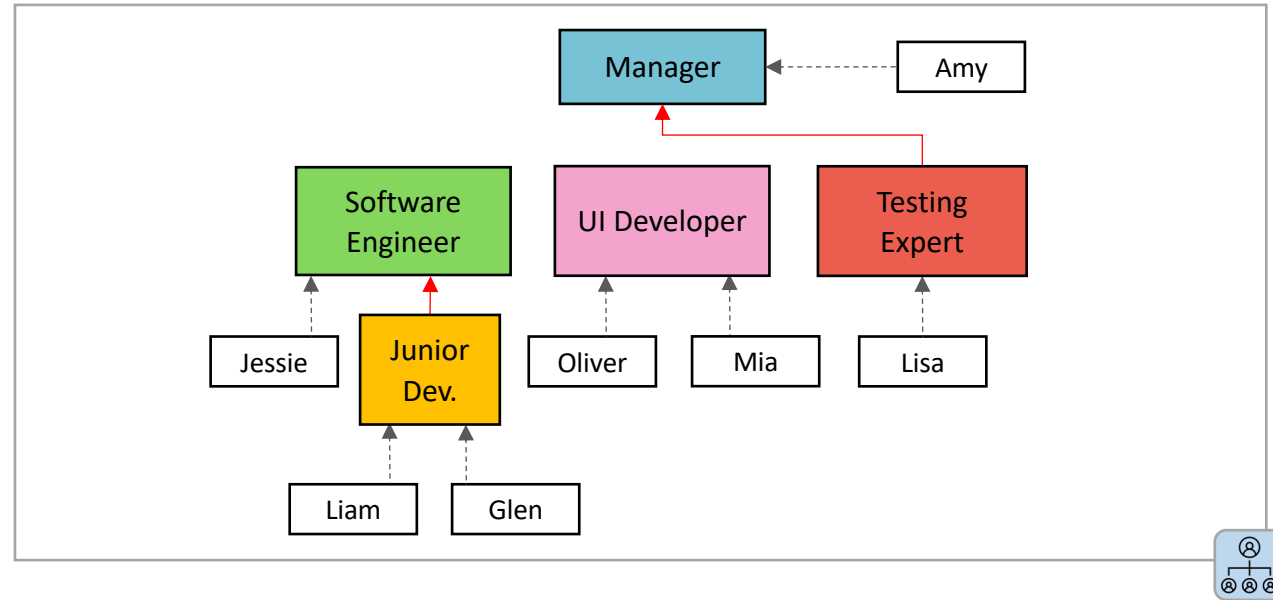 Manager
Amy
Software
Engineer
UI Developer
Testing
Expert
Jessie
Junior
Dev.
Oliver
Mia
Lisa
Liam
Glen